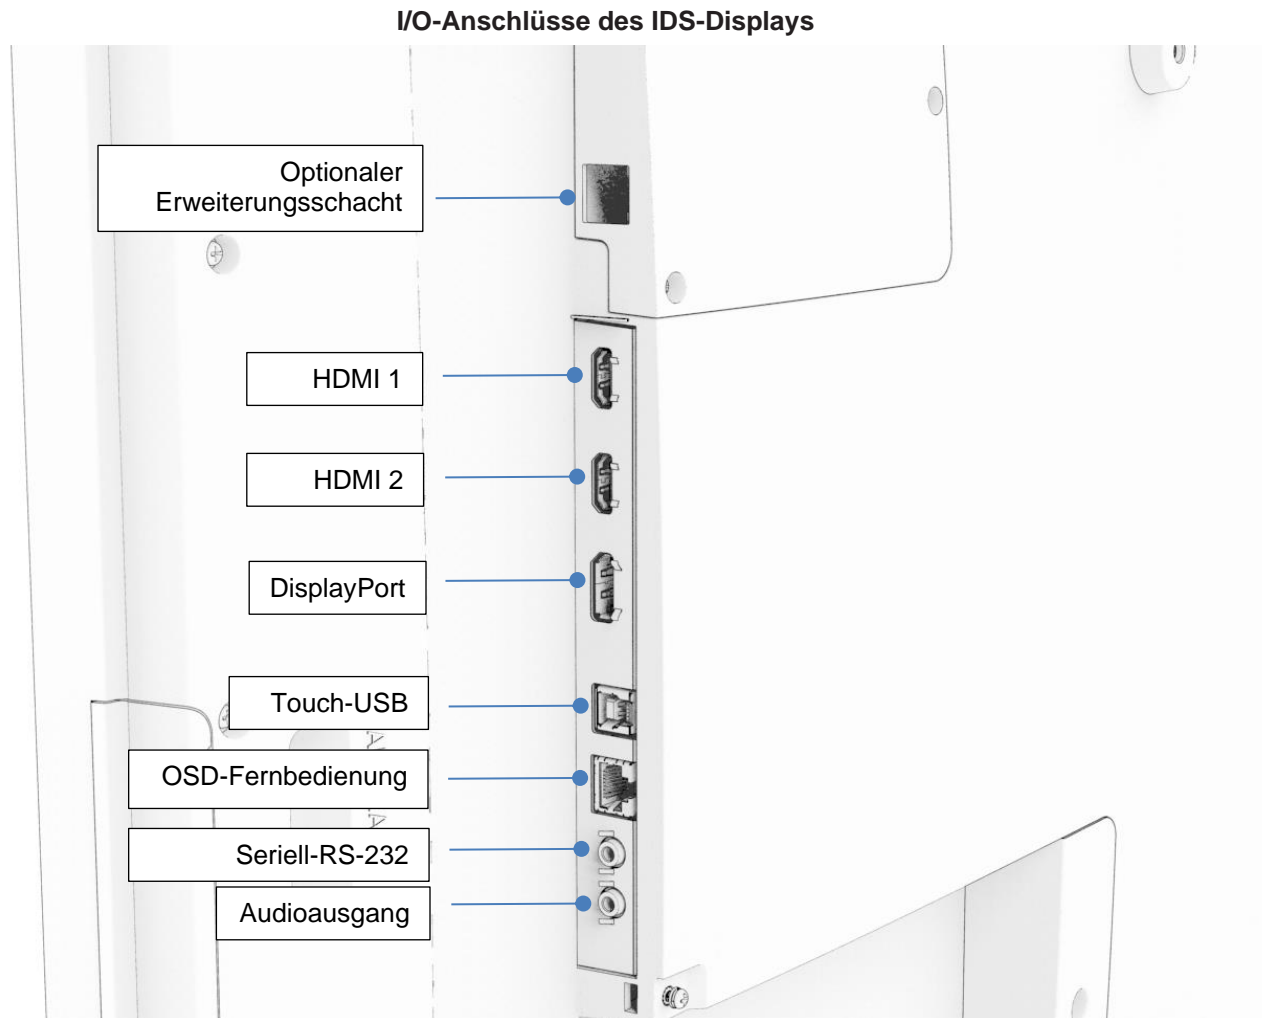 I/O-Anschlüsse des IDS-Displays
Optionaler
Erweiterungsschacht
HDMI 1
HDMI 2
DisplayPort
Touch-USB
OSD-Fernbedienung
Seriell-RS-232
Audioausgang